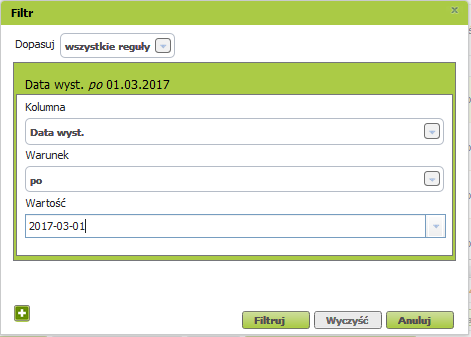 Filtr
Dopasuj wszystkie reguły
Data wyst. po 01.03.2017
Kolumna
Data wyst.
Warunek
po
Wartość
2017-03-01
Filtruj Wyczyść Anuluj